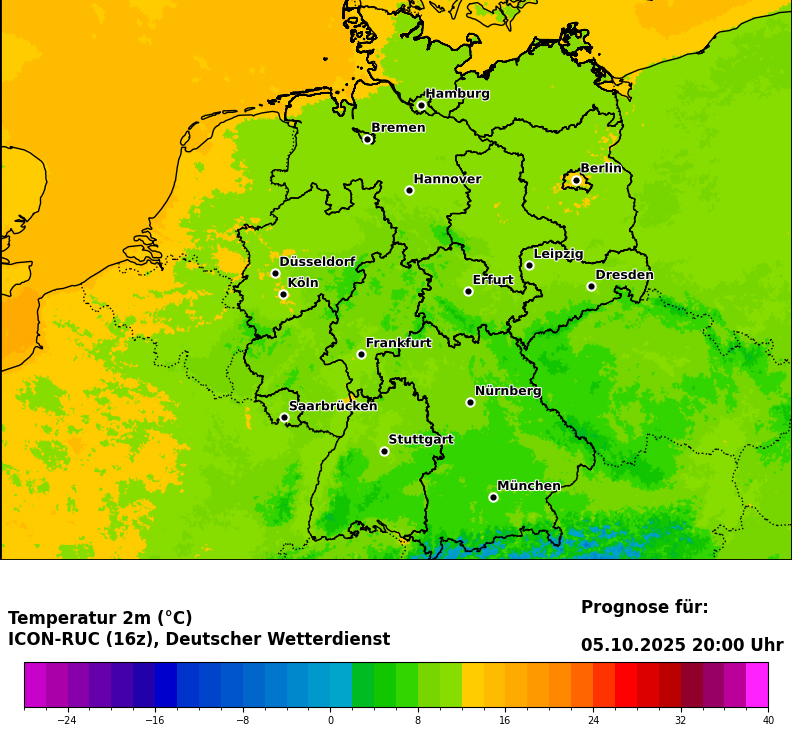 Hamburg
Bremen
Berlin
Hannover
Leipzig
Düsseldorf
Dresden
Köln
Erfurt
Frankfurt
Nürnberg
Saarbrücken
Stuttgart
München
Temperatur 2m (°C)
ICON-RUC (16z), Deutscher Wetterdienst
Prognose für:
05.10.2025 20:00 Uhr
−24 −16 −8 0 8 16 24 32 40